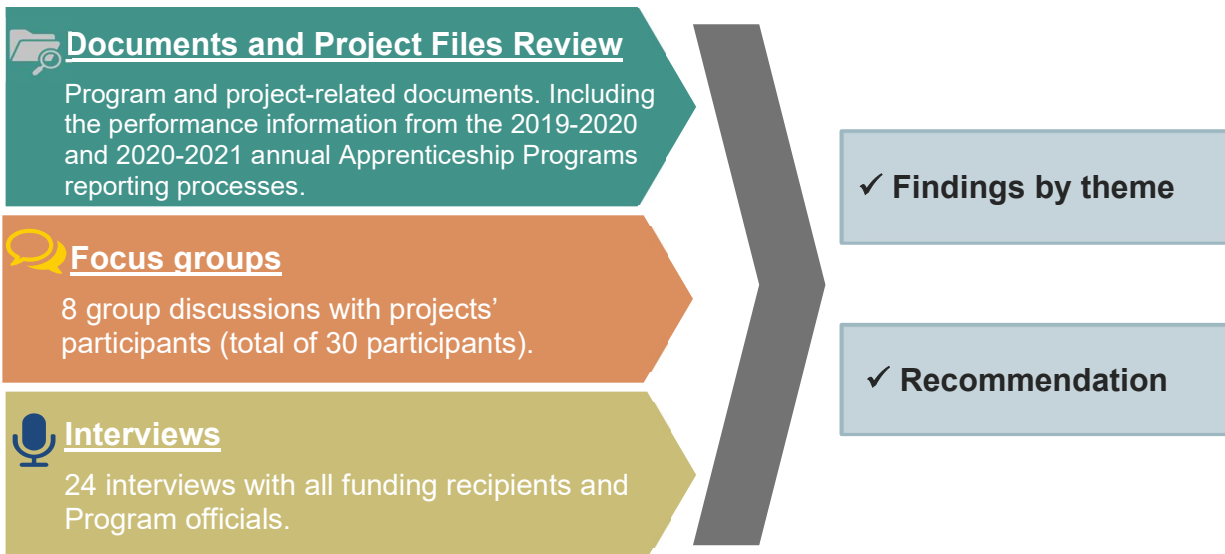 Documents and Project Files Review
Program and project-related documents. Including
the performance information from the 2019-2020
and 2020-2021 annual Apprenticeship Programs
reporting processes.
Focus groups
8 group discussions with projects’
participants (total of 30 participants).
Interviews
24 interviews with all funding recipients and
Program officials.
✓ Findings by theme
✓ Recommendation